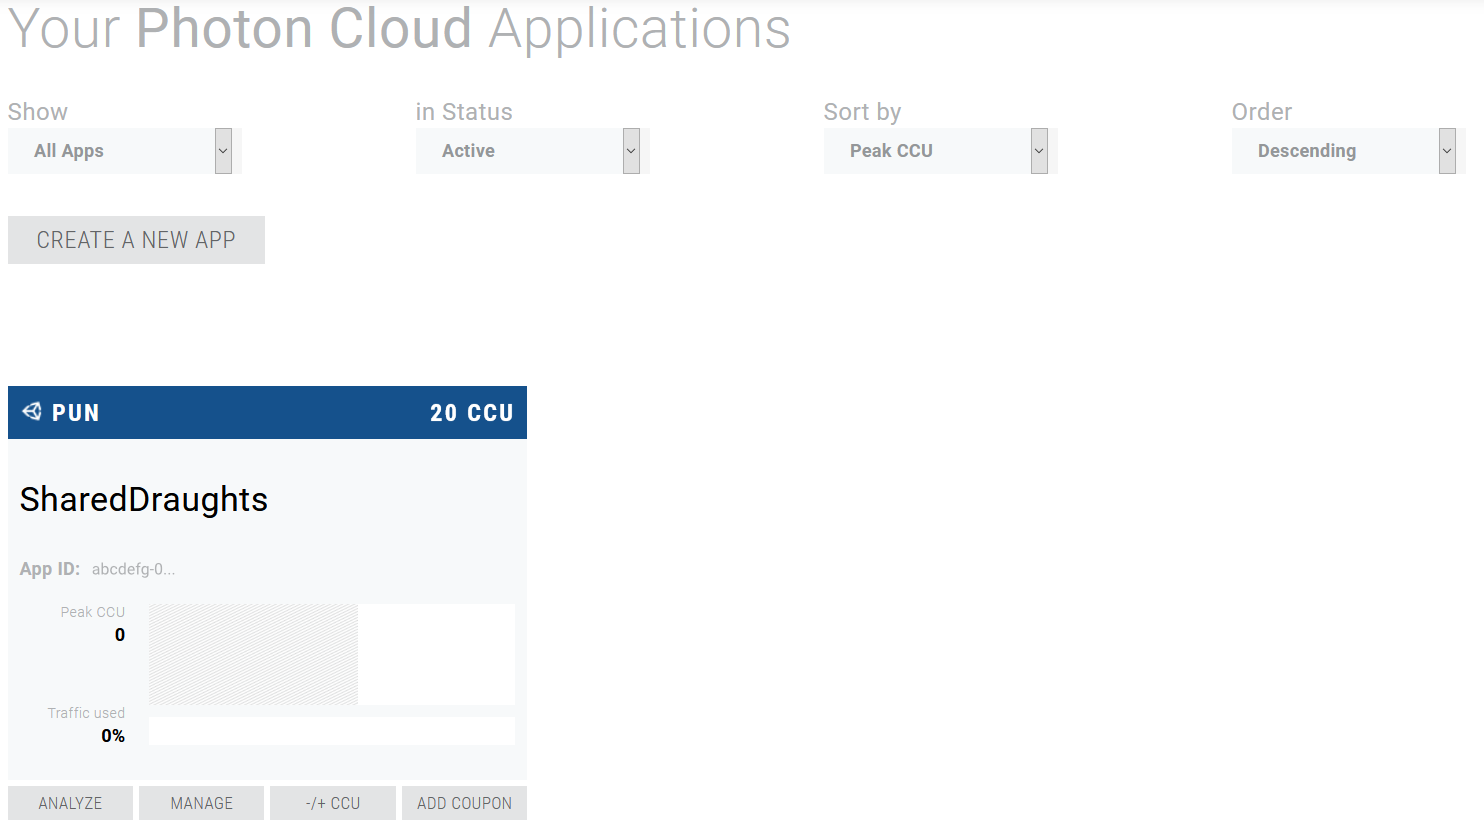 Your Photon Cloud Applications
Show in Status Sort by Order
All Apps Active Peak CCU Descending
CREATE A NEW APP
PUN 20 CCU
SharedDraughts
App ID: abcdefg-0...
Peak CCU
0
Traffic used
0%
ANALYZE MANAGE -/+ CCU ADD COUPON